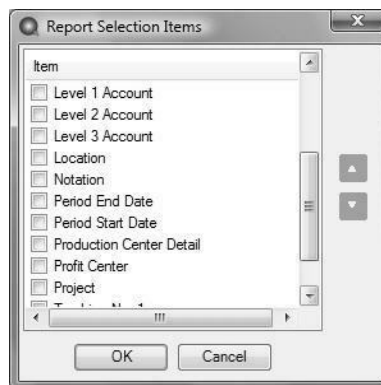 Report Selection Items
Item
Level 1 Account
Level 2 Account
Level 3 Account
Location
Notation
Period End Date
Period Start Date
Production Center Detail
Profit Center
Project
OK
Cancel